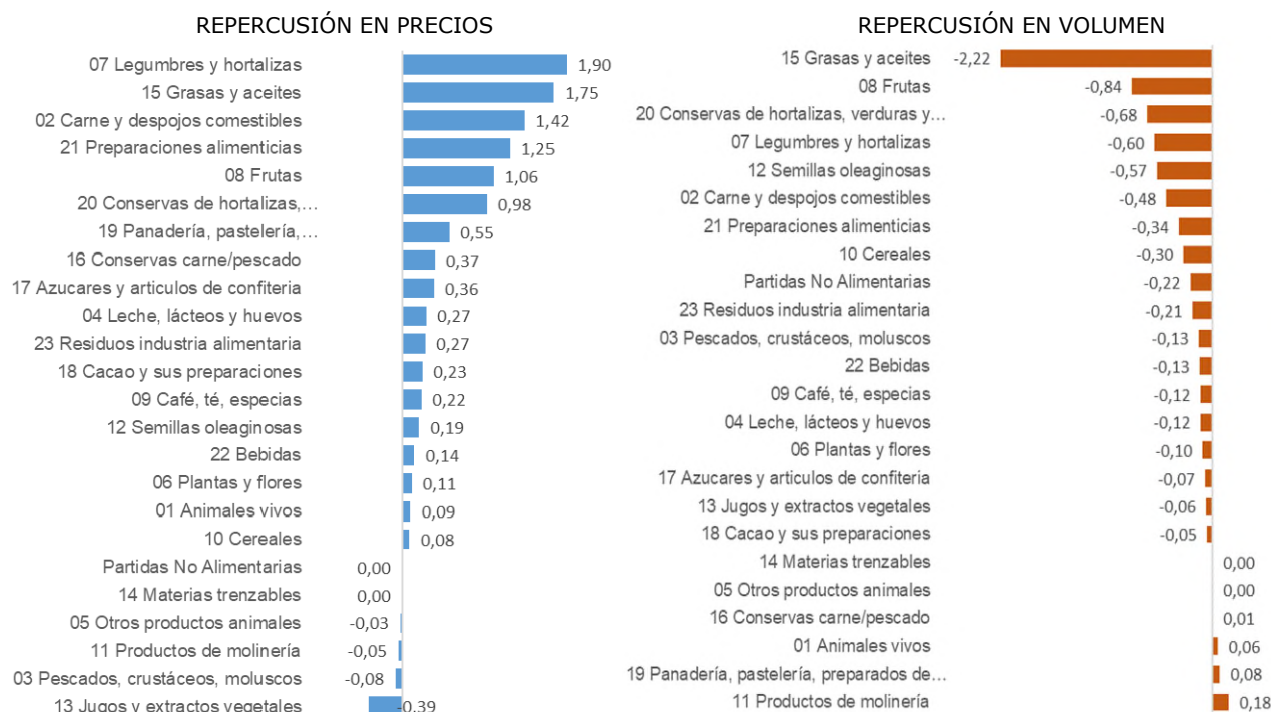 REPERCUSIÓN EN PRECIOS
07 Legumbres y hortalizas 1,90
15 Grasas y aceites 1,75
02 Carne y despojos comestibles 1,42
21 Preparaciones alimenticias 1,25
08 Frutas 1,06
20 Conservas de hortalizas,... 0,98
19 Panadería, pastelería,... 0,55
16 Conservas carne/pescado 0,37
17 Azucares y articulos de confiteria 0,36
04 Leche, lácteos y huevos 0,27
23 Residuos industria alimentaria 0,27
18 Cacao y sus preparaciones 0,23
09 Café, té, especias 0,22
12 Semillas oleaginosas 0,19
22 Bebidas 0,14
06 Plantas y flores 0,11
01 Animales vivos 0,09
10 Cereales 0,08
Partidas No Alimentarias 0,00
14 Materias trenzables 0,00
05 Otros productos animales -0,03
11 Productos de molinería -0,05
03 Pescados, crustáceos, moluscos -0,08
13 Jugos y extractos vegetales -0,39
REPERCUSIÓN EN VOLUMEN
15 Grasas y aceites -2,22
08 Frutas -0,84
20 Conservas de hortalizas, verduras y... -0,68
07 Legumbres y hortalizas -0,60
12 Semillas oleaginosas -0,57
02 Carne y despojos comestibles -0,48
21 Preparaciones alimenticias -0,34
10 Cereales -0,30
Partidas No Alimentarias -0,22
23 Residuos industria alimentaria -0,21
03 Pescados, crustáceos, moluscos -0,13
22 Bebidas -0,13
09 Café, té, especias -0,12
04 Leche, lácteos y huevos -0,12
06 Plantas y flores -0,10
17 Azucares y articulos de confiteria -0,07
13 Jugos y extractos vegetales -0,06
18 Cacao y sus preparaciones -0,05
14 Materias trenzables 0,00
05 Otros productos animales 0,00
16 Conservas carne/pescado 0,01
01 Animales vivos 0,06
19 Panadería, pastelería, preparados de... 0,08
11 Productos de molinería 0,18